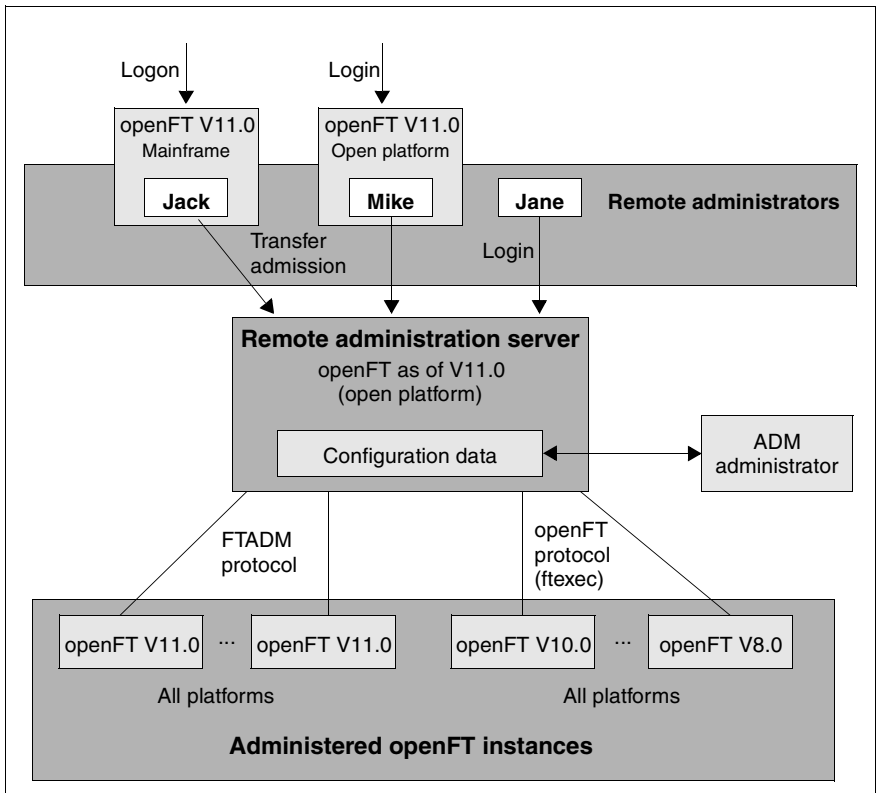 Logon
Login
openFT V11.0
Mainframe
openFT V11.0
Open platform
Jack
Mike
Jane
Remote administrators
Transfer
admission
Login
Remote administration server
openFT as of V11.0
(open platform)
Configuration data
ADM
administrator
FTADM
protocol
openFT
protocol
(ftexec)
openFT V11.0
...
openFT V11.0
openFT V10.0
...
openFT V8.0
All platforms
All platforms
Administered openFT instances